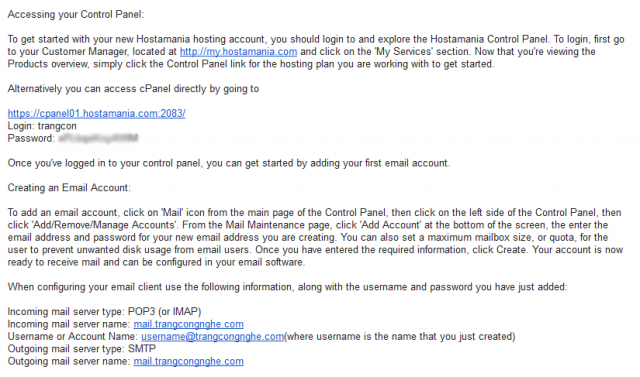 Accessing your Control Panel:
To get started with your new Hostamania hosting account, you should login to and explore the Hostamania Control Panel. To login, first go
to your Customer Manager, located at http://my.hostamania.com and click on the 'My Services' section. Now that you're viewing the
Products overview, simply click the Control Panel link for the hosting plan you are working with to get started.
Alternatively you can access cPanel directly by going to
https://cpanel01.hostamania.com:2083/
Login: trangcon
Password:
Once you've logged in to your control panel, you can get started by adding your first email account.
Creating an Email Account:
To add an email account, click on 'Mail' icon from the main page of the Control Panel, then click on the left side of the Control Panel, then
click 'Add/Remove/Manage Accounts'. From the Mail Maintenance page, click 'Add Account' at the bottom of the screen, the enter the
email address and password for your new email address you are creating. You can also set a maximum mailbox size, or quota, for the
user to prevent unwanted disk usage from email users. Once you have entered the required information, click Create. Your account is now
ready to receive mail and can be configured in your email software.
When configuring your email client use the following information, along with the username and password you have just added:
Incoming mail server type: POP3 (or IMAP)
Incoming mail server name: mail.trangcongnghe.com
Username or Account Name: username@trangcongnghe.com(where username is the name that you just created)
Outgoing mail server type: SMTP
Outgoing mail server name: mail.trangcongnghe.com